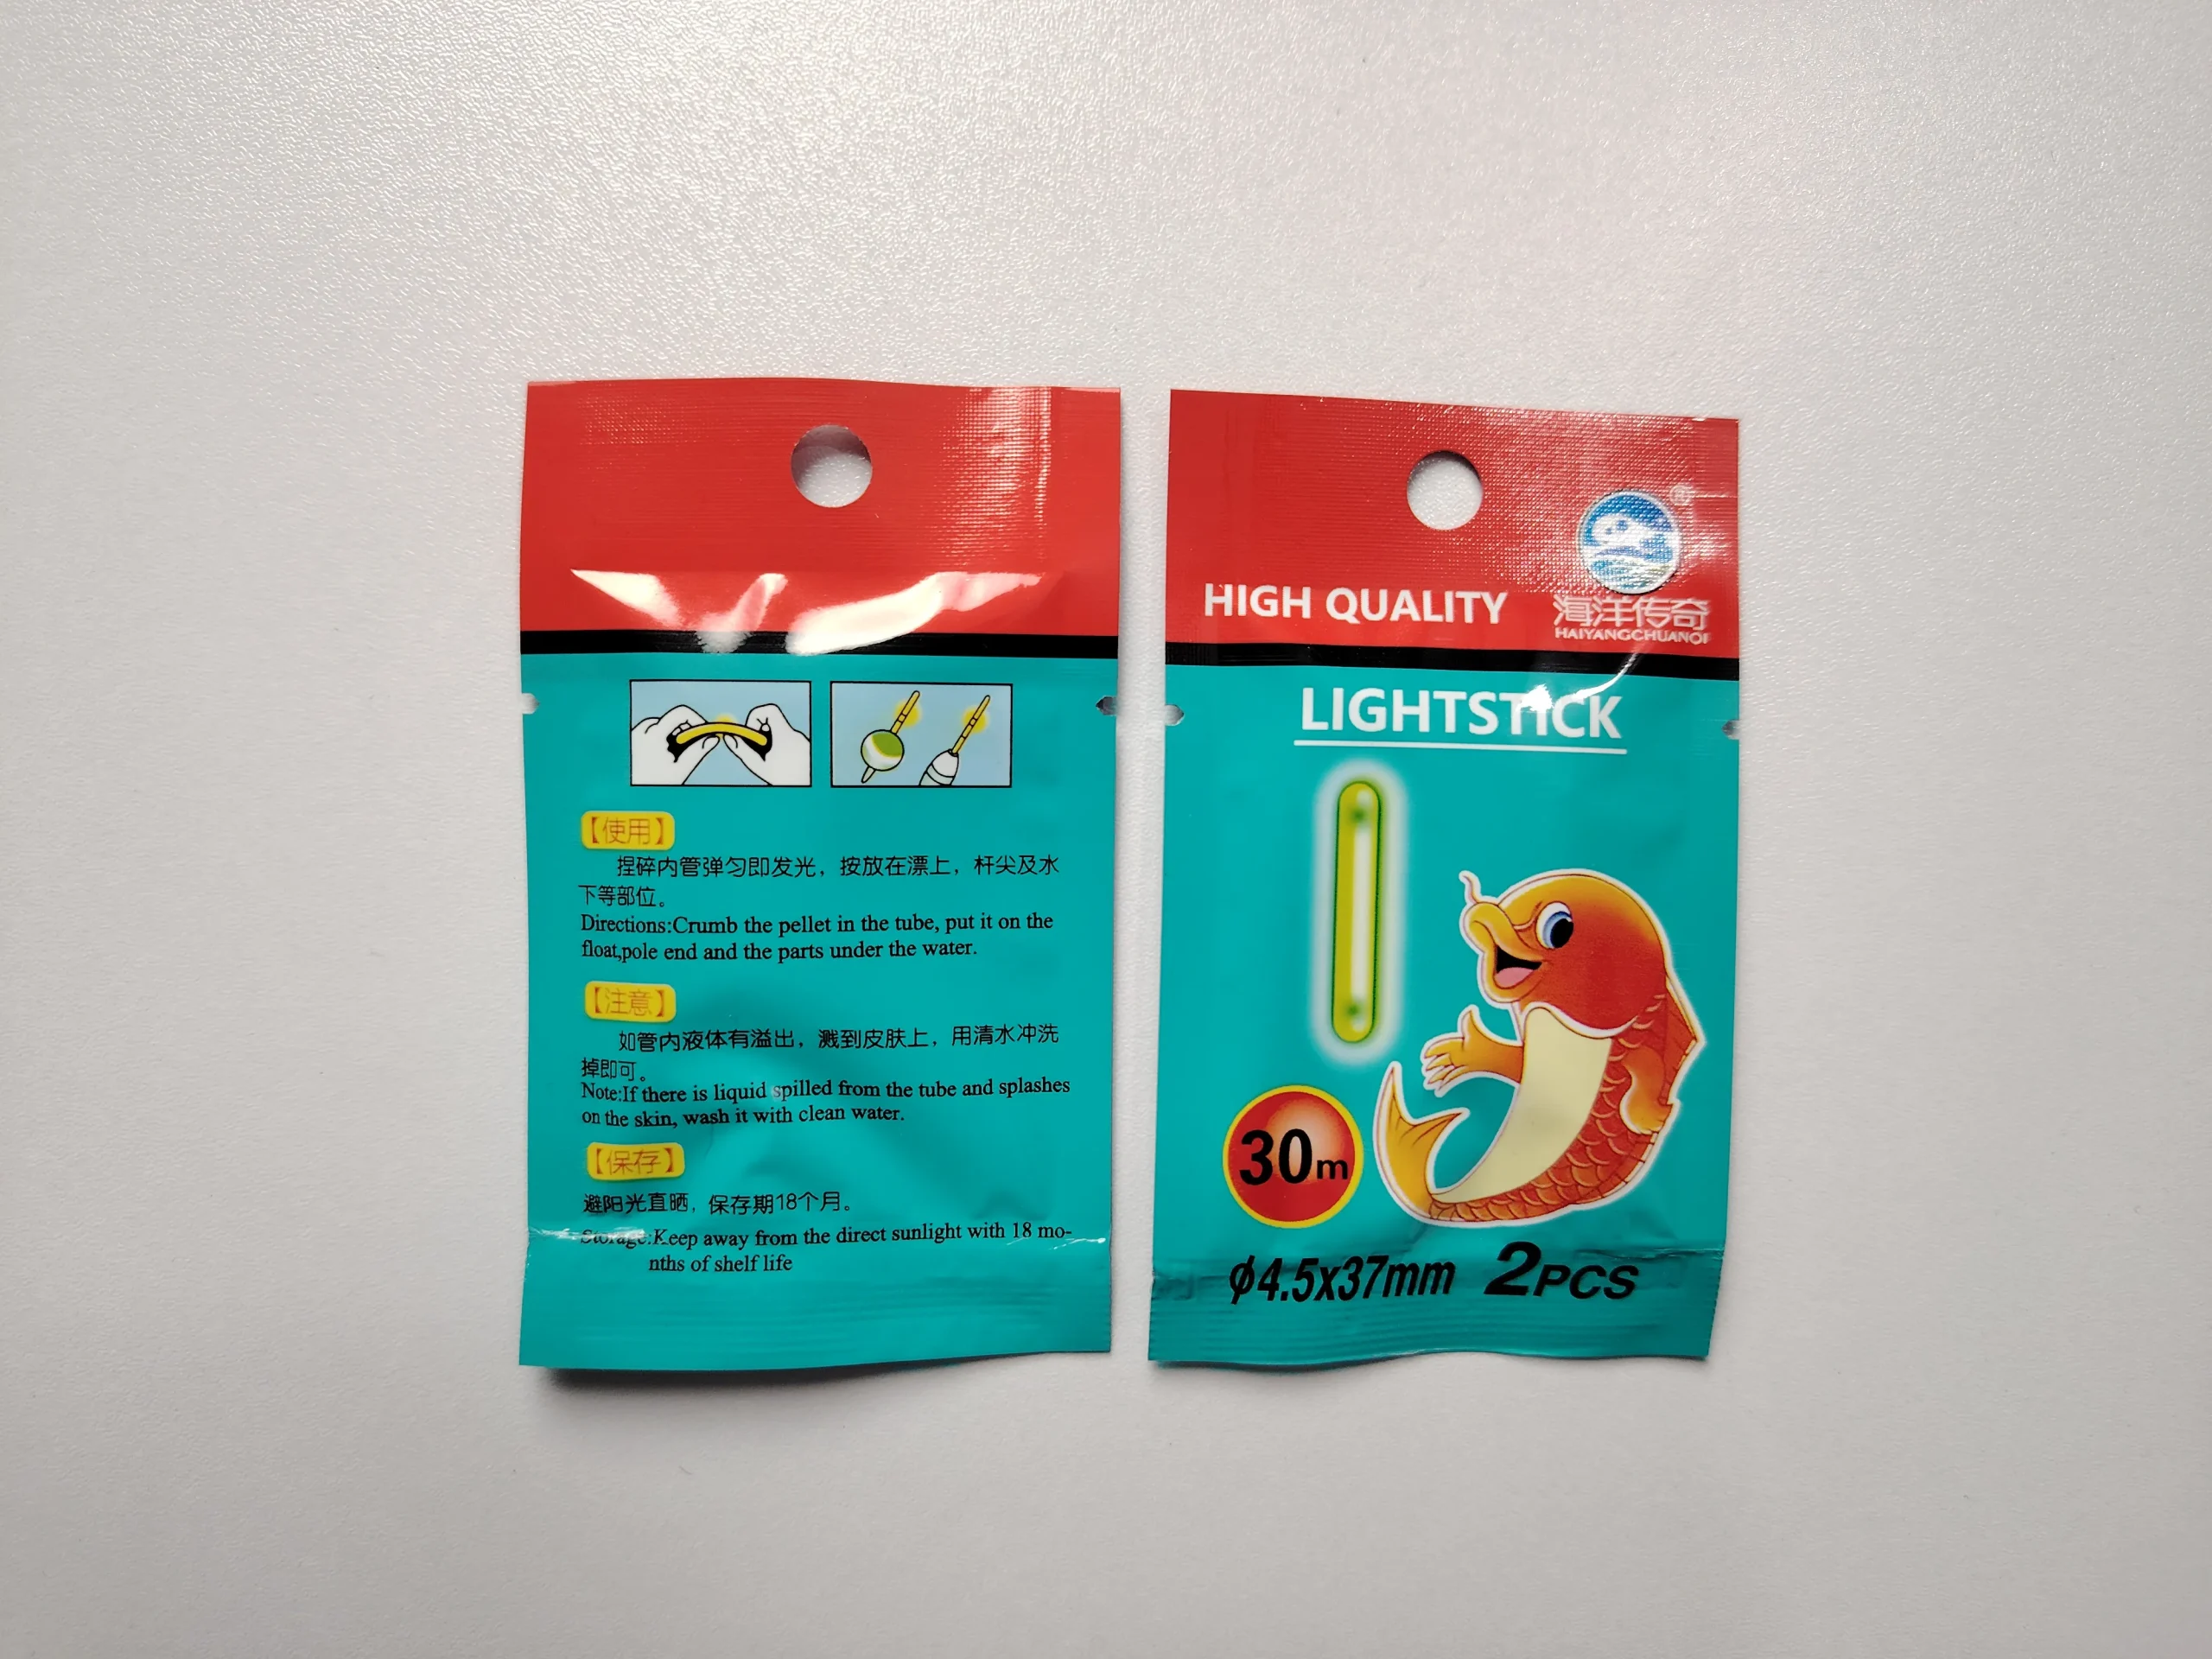 【使用】
捏碎内管弹匀即发光，按放在漂上，杆尖及水
下等部位。
Directions:Crumb the pellet in the tube, put it on the
float,pole end and the parts under the water.
【注意】
如管内液体有溢出，溅到皮肤上，用清水冲洗
掉即可。
Note:If there is liquid spilled from the tube and splashes
on the skin, wash it with clean water.
【保存】
避阳光直晒，保存期18个月。
Storage:Keep away from the direct sunlight with 18 mo-
nths of shelf life
®
HIGH QUALITY
海洋传奇
HAIYANGCHUANQI
LIGHTSTICK
30m
ϕ4.5x37mm 2PCS